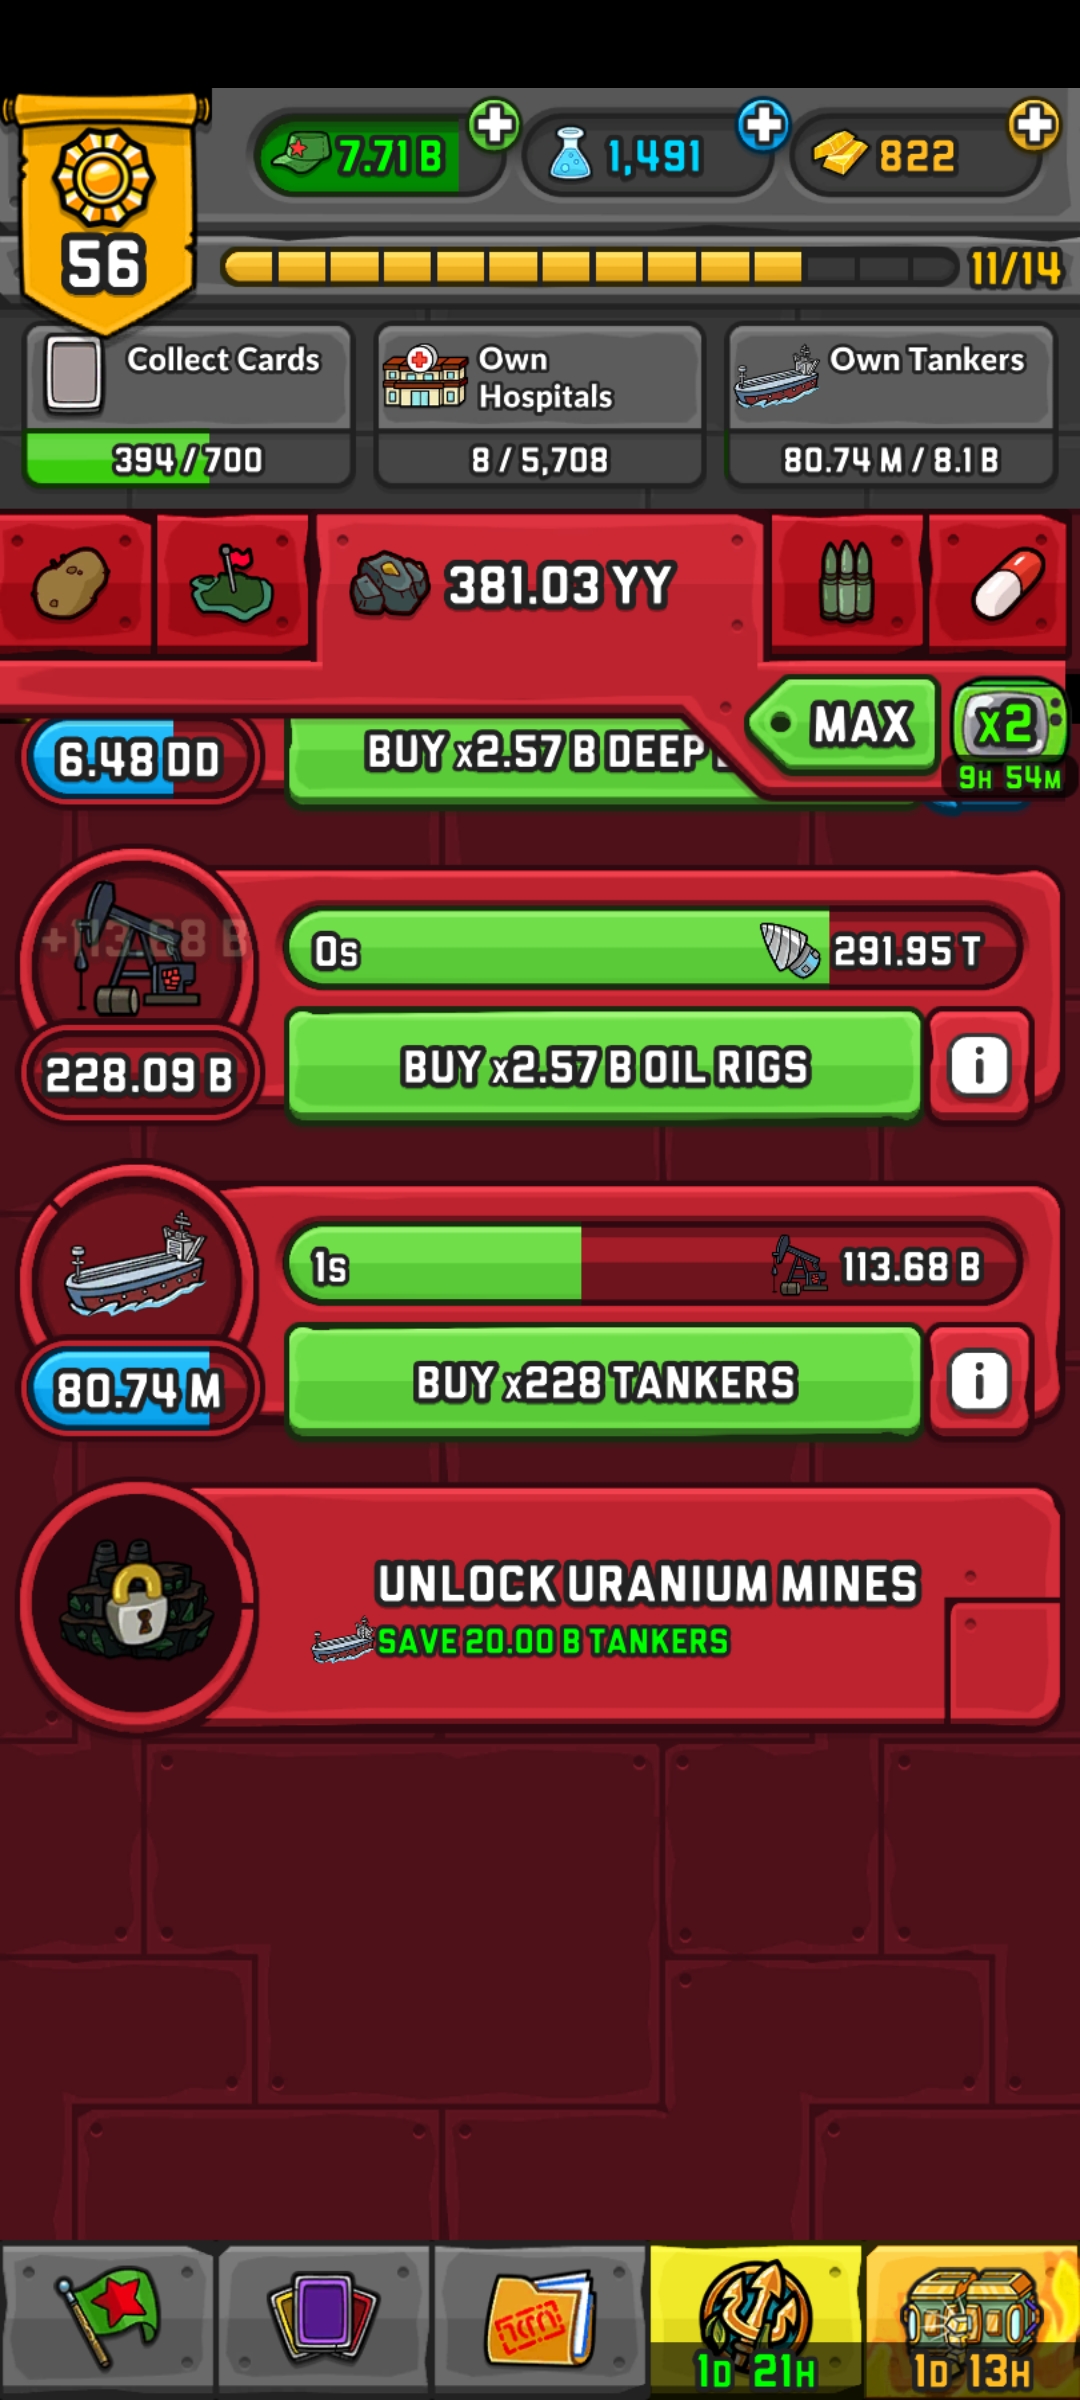 7.71 B
1,491
822
56
11/14
Collect Cards
394 / 700
Own
Hospitals
8 / 5,708
Own Tankers
80.74 M / 8.1 B
381.03 YY
MAX
x2
9H 54M
6.48 DD
BUY x2.57 B DEEP
+113.68 B
0s
291.95 T
228.09 B
BUY x2.57 B OIL RIGS
i
1s
113.68 B
80.74 M
BUY x228 TANKERS
i
UNLOCK URANIUM MINES
SAVE 20.00 B TANKERS
1D 21H
1D 13H